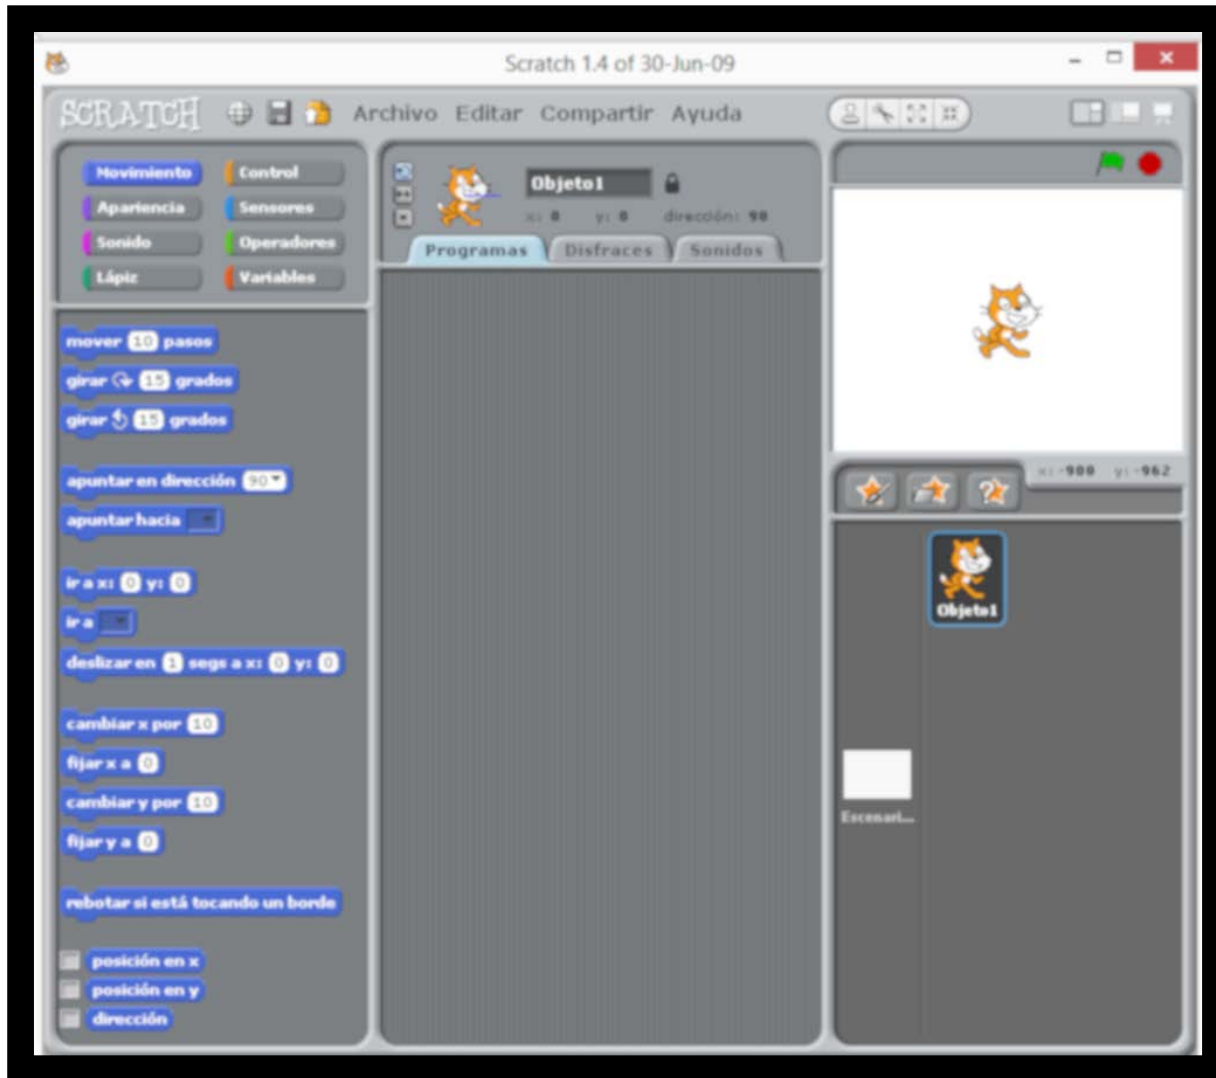 Scratch 1.4 of 30-Jun-09
SCRATCH Archivo Editar Compartir Ayuda
Movimiento Control
Apariencia Sensores
Sonido Operadores
Lápiz Variables
mover 10 pasos
girar 15 grados
girar 15 grados
apuntar en dirección 90
apuntar hacia
ir a x: 0 y: 0
ir a
deslizar en 1 segs a x: 0 y: 0
cambiar x por 10
fijar x a 0
cambiar y por 10
fijar y a 0
rebotar si está tocando un borde
posición en x
posición en y
dirección
Objeto1
x: 0 y: 0 dirección: 90
Programas Disfraces Sonidos
x: -980 y: -962
Objeto1
Escenari...